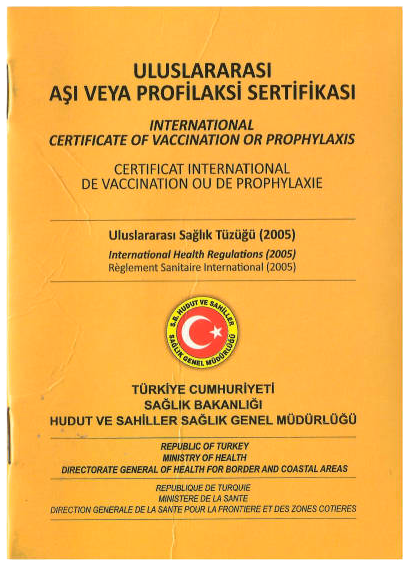 ULUSLARARASI
AŞI VEYA PROFİLAKSİ SERTİFİKASI
INTERNATIONAL
CERTIFICATE OF VACCINATION OR PROPHYLAXIS
CERTIFICAT INTERNATIONAL
DE VACCINATION OU DE PROPHYLAXIE
Uluslararası Sağlık Tüzüğü (2005)
International Health Regulations (2005)
Règlement Sanitaire International (2005)
S.B. HUDUT VE SAHİLLER
SAĞLIK GENEL MÜDÜRLÜĞÜ
TÜRKİYE CUMHURİYETİ
SAĞLIK BAKANLIĞI
HUDUT VE SAHİLLER SAĞLIK GENEL MÜDÜRLÜĞÜ
REPUBLIC OF TURKEY
MINISTRY OF HEALTH
DIRECTORATE GENERAL OF HEALTH FOR BORDER AND COASTAL AREAS
REPUBLIQUE DE TURQUIE
MINISTERE DE LA SANTE
DIRECTION GENERALE DE LA SANTE POUR LA FRONTIERE ET DES ZONES COTIERES